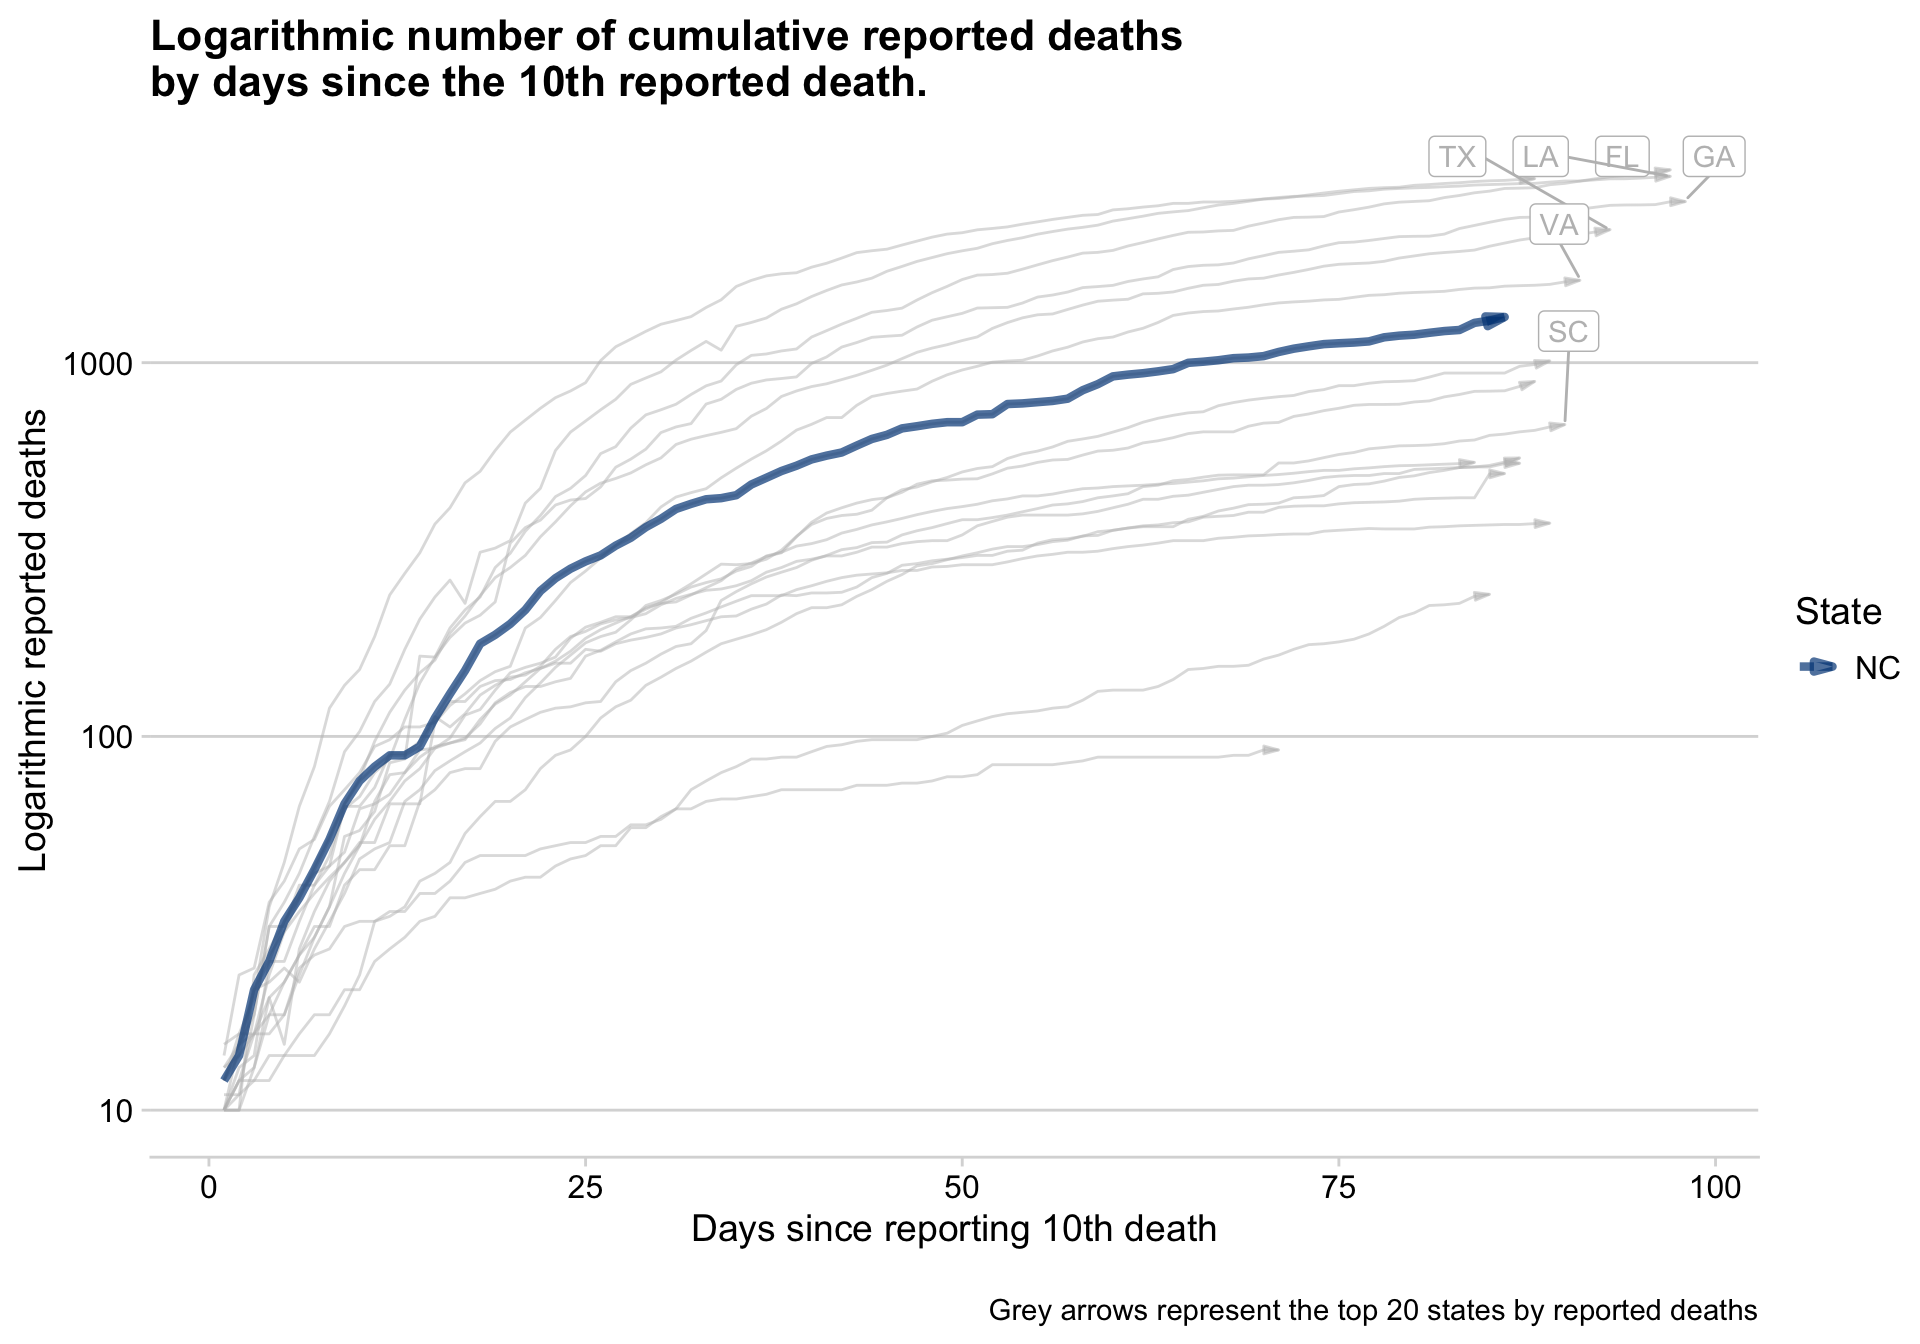 Logarithmic number of cumulative reported deaths
by days since the 10th reported death.
TX
LA
FL
GA
VA
SC
1000
100
10
Logarithmic reported deaths
0
25
50
75
100
Days since reporting 10th death
State
NC
Grey arrows represent the top 20 states by reported deaths